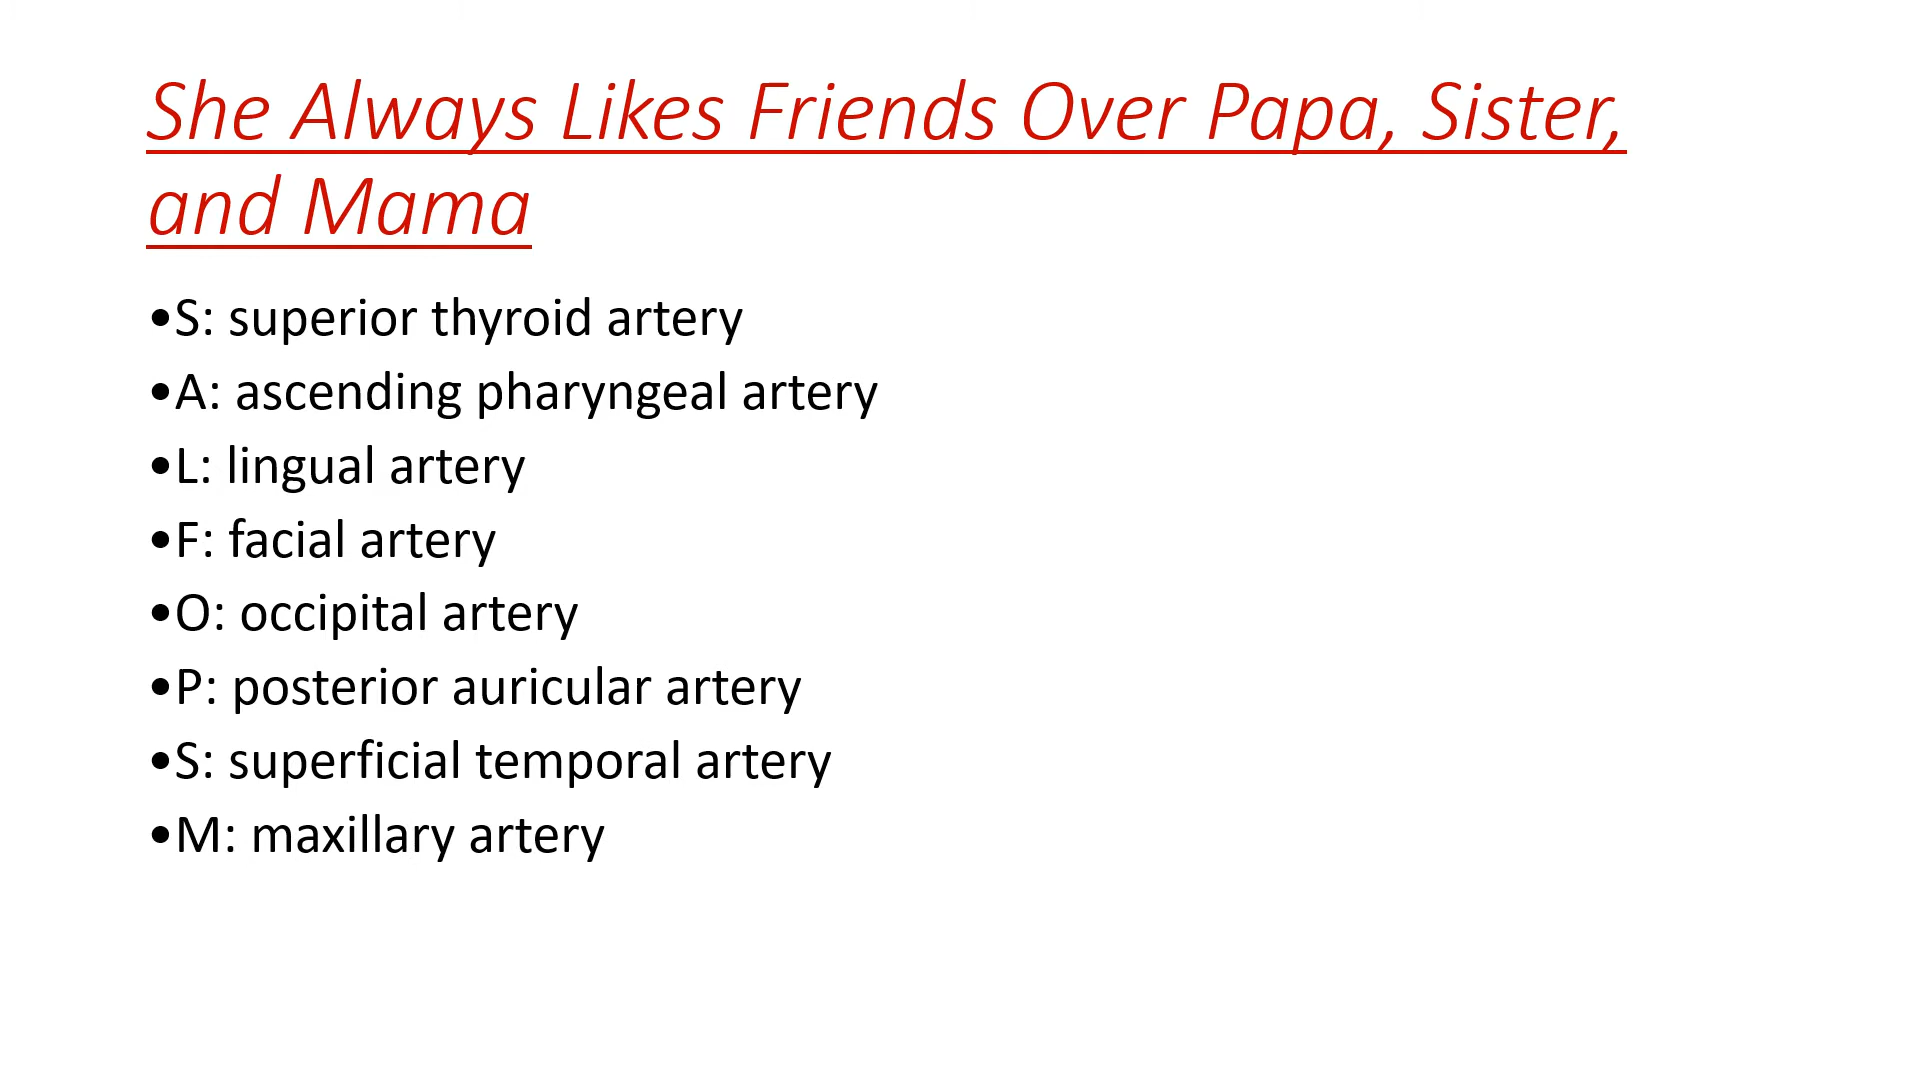 She Always Likes Friends Over Papa, Sister,
and Mama
•S: superior thyroid artery
•A: ascending pharyngeal artery
•L: lingual artery
•F: facial artery
•O: occipital artery
•P: posterior auricular artery
•S: superficial temporal artery
•M: maxillary artery